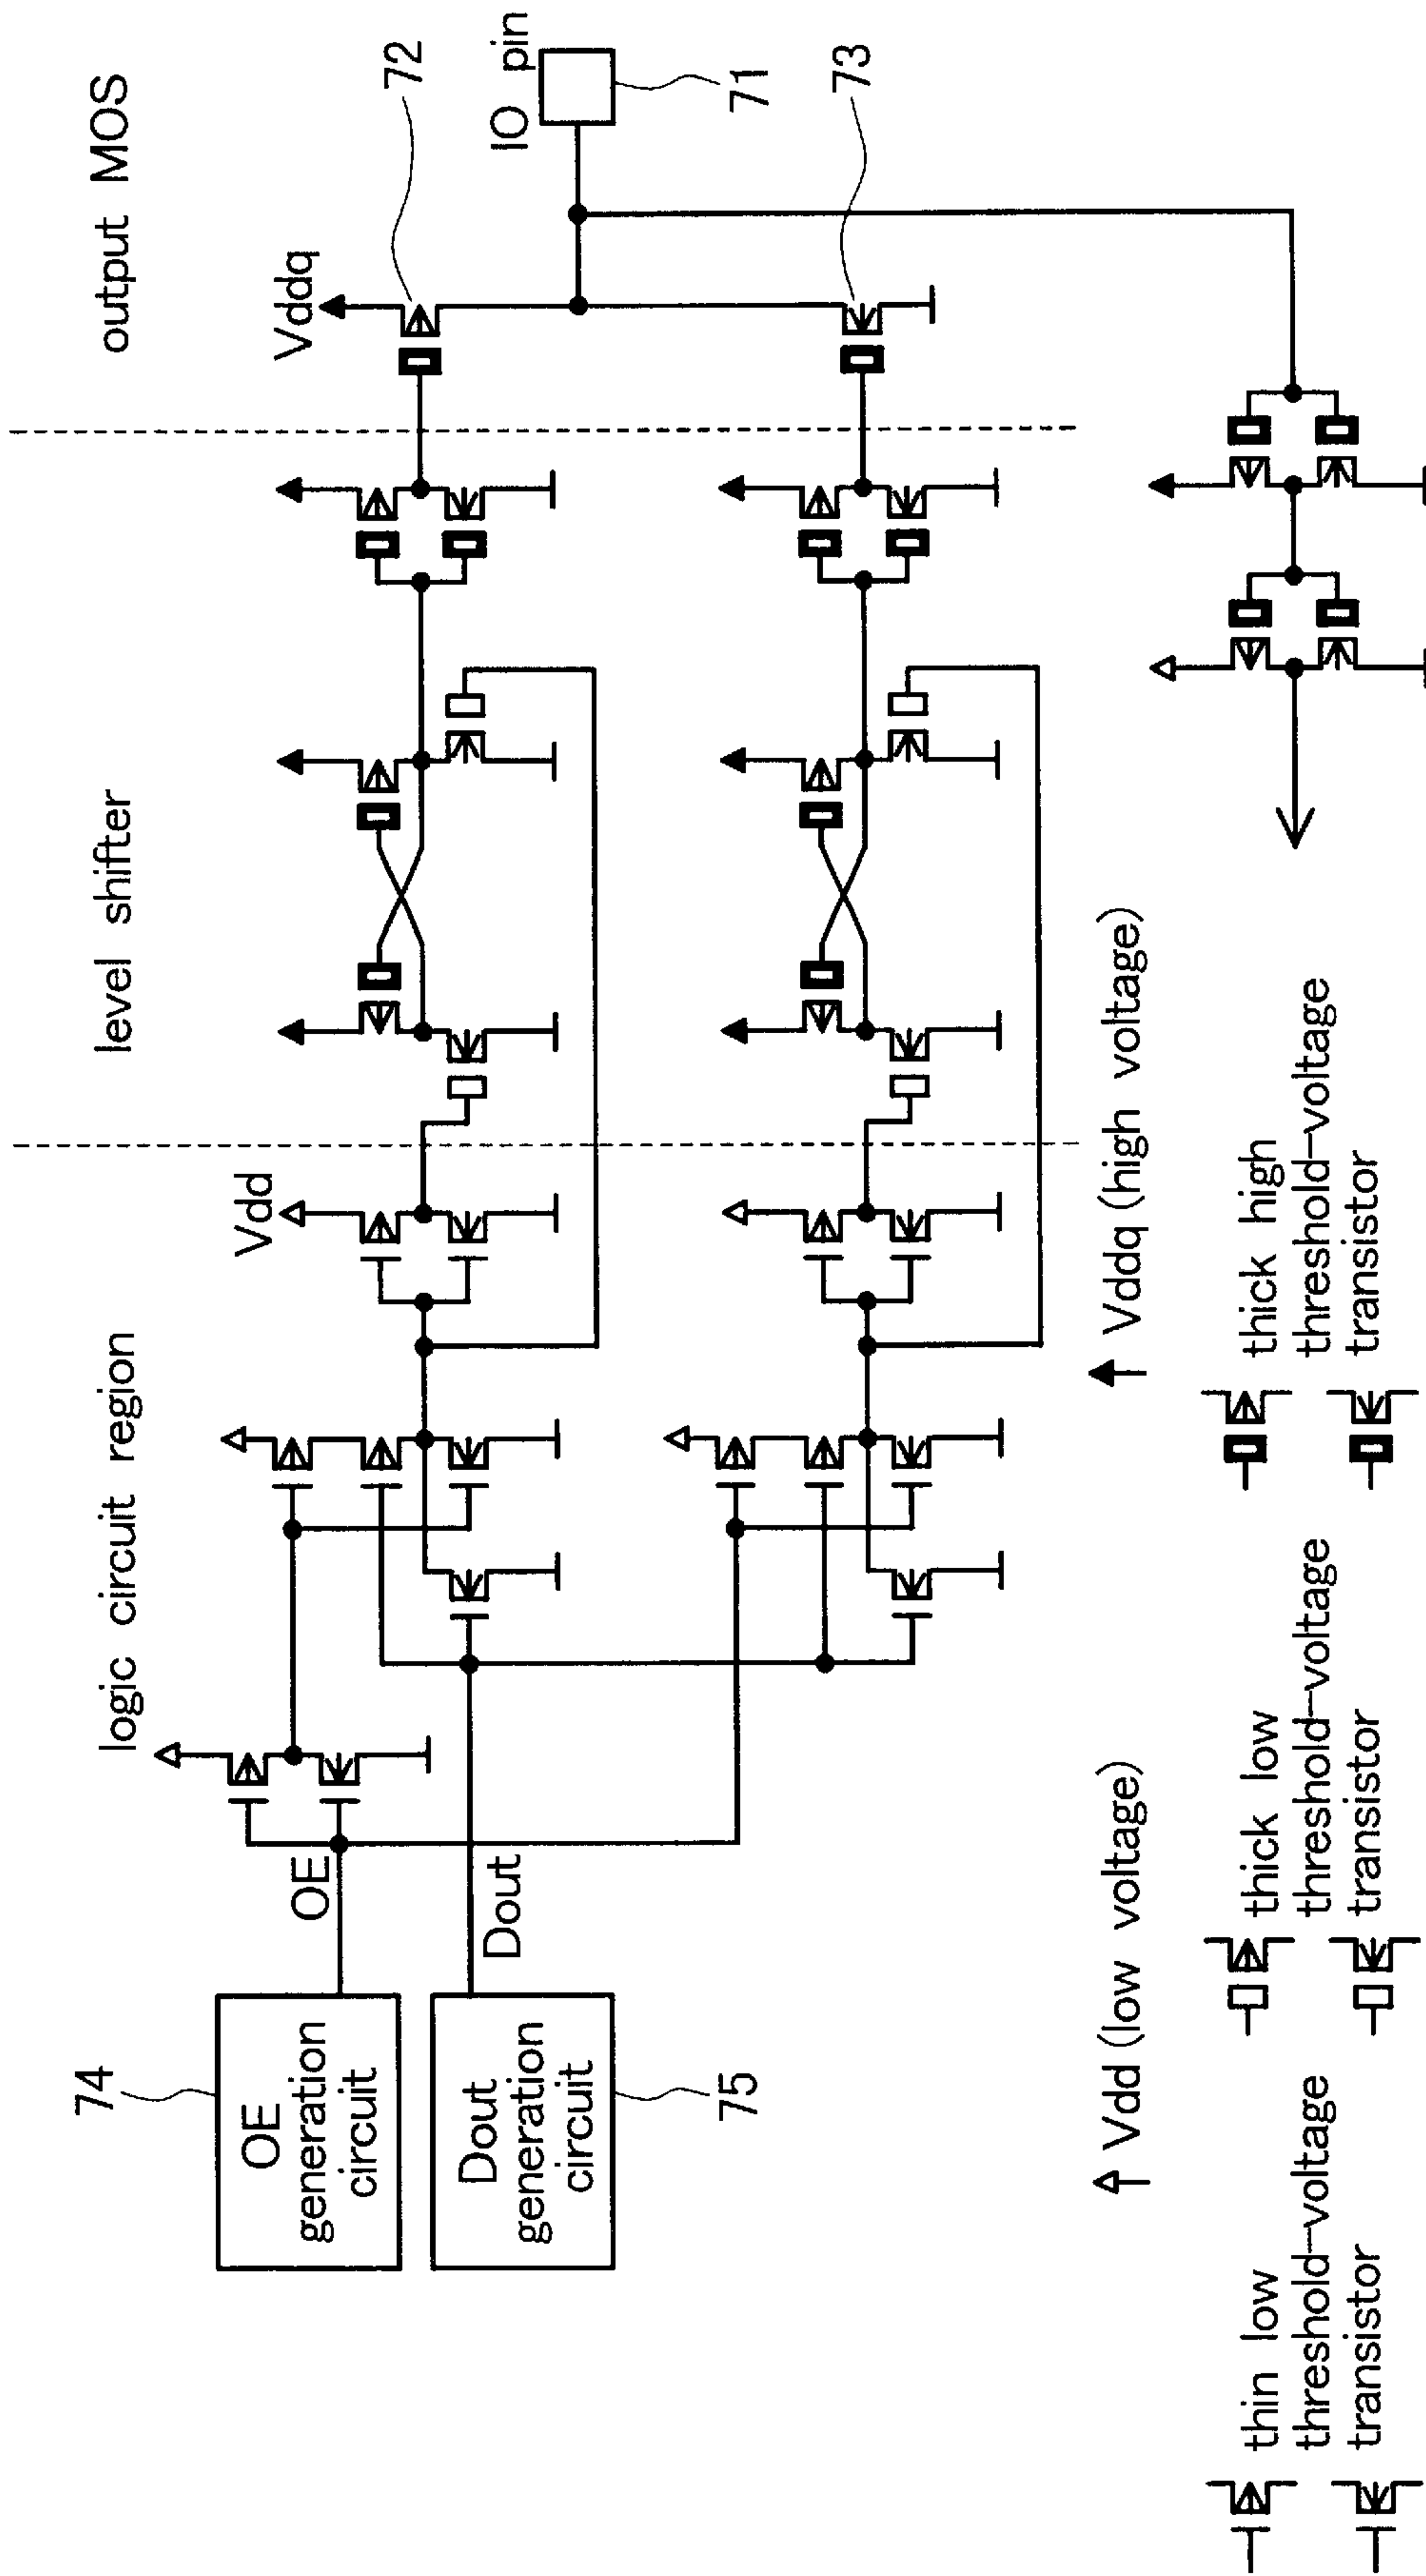 logic circuit region
level shifter
output MOS
74
OE
generation
circuit
OE
Dout
generation
circuit
75
Dout
Vdd
Vddq
72
IO pin
71
73
Vdd (low voltage)
Vddq (high voltage)
thin low
threshold-voltage
transistor
thick low
threshold-voltage
transistor
thick high
threshold-voltage
transistor